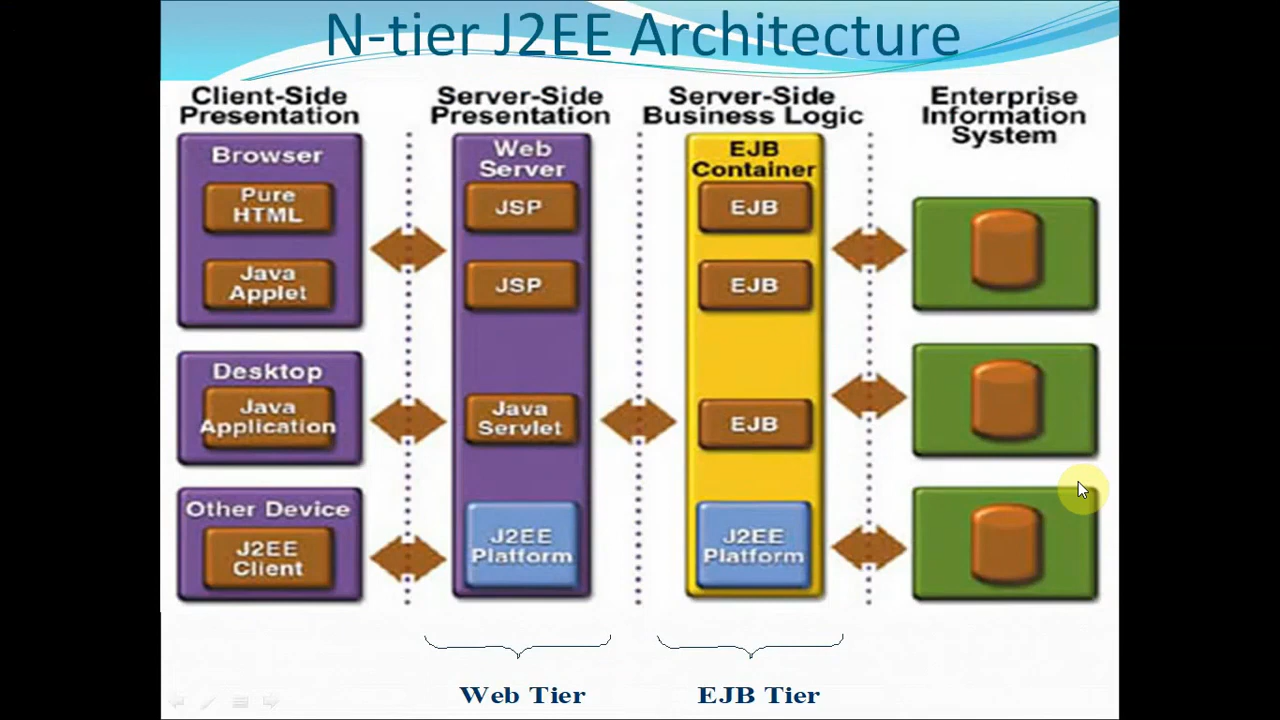 N-tier J2EE Architecture
Client-Side
Presentation
Browser
Pure
HTML
Java
Applet
Desktop
Java
Application
Other Device
J2EE
Client
Server-Side
Presentation
Web
Server
JSP
JSP
Java
Servlet
J2EE
Platform
Server-Side
Business Logic
EJB
Container
EJB
EJB
EJB
J2EE
Platform
Enterprise
Information
System
Web Tier
EJB Tier